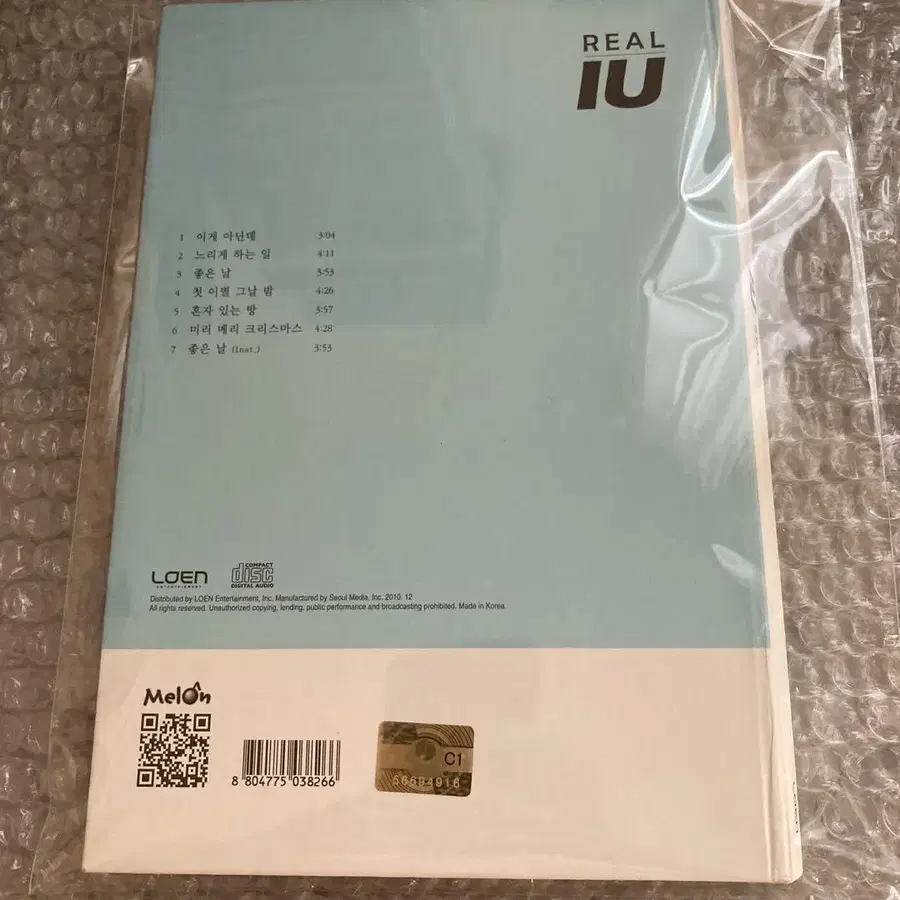 REAL
IU
1 이게 아닌데 3:04
2 느리게 하는 일 4:11
3 좋은 날 3:53
4 첫 이별 그날 밤 4:26
5 혼자 있는 방 3:57
6 미리 메리 크리스마스 4:28
7 좋은 날 (Inst.) 3:53
LOEN
ENTERTAINMENT
COMPACT
disc
DIGITAL AUDIO
Distributed by LOEN Entertainment, Inc. Manufactured by Seoul Media, Inc. 2010. 12
All rights reserved. Unauthorized copying, lending, public performance and broadcasting prohibited. Made in Korea.
Melon
8 804775 038266
C1
56694916